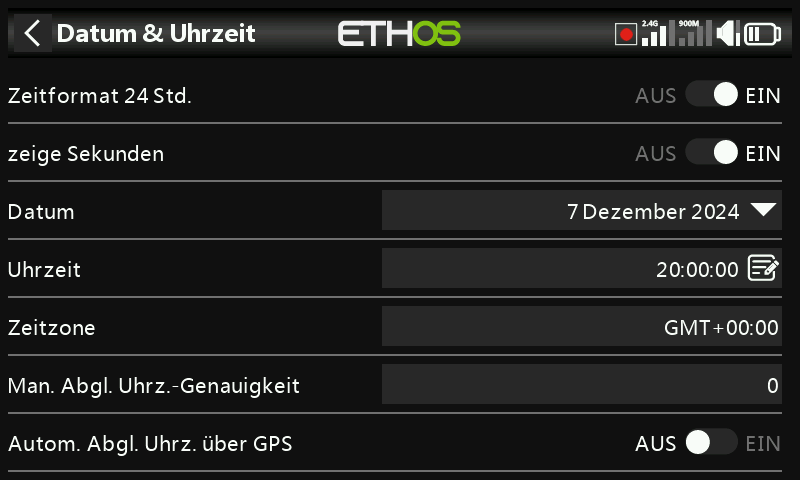 Datum & Uhrzeit ETHOS 2.4G 900M
Zeitformat 24 Std. AUS EIN
zeige Sekunden AUS EIN
Datum 7 Dezember 2024
Uhrzeit 20:00:00
Zeitzone GMT+00:00
Man. Abgl. Uhrz.-Genauigkeit 0
Autom. Abgl. Uhrz. über GPS AUS EIN